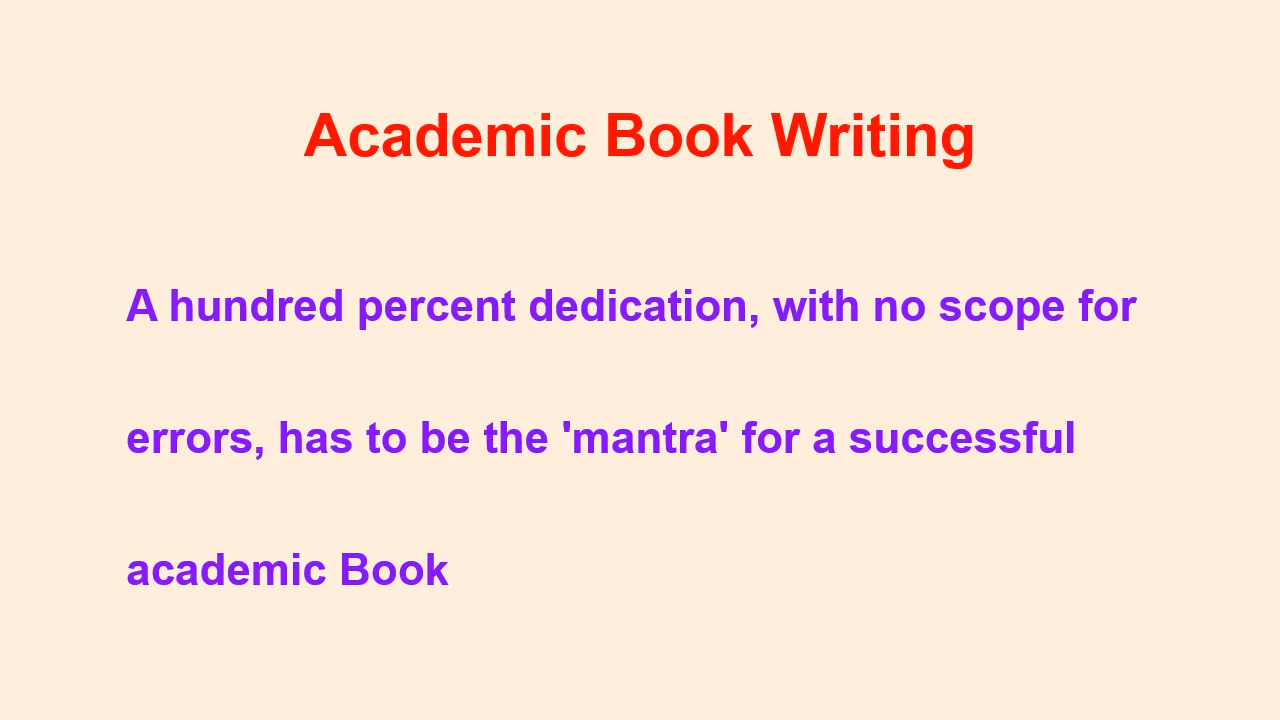 Academic Book Writing
A hundred percent dedication, with no scope for
errors, has to be the 'mantra' for a successful
academic Book